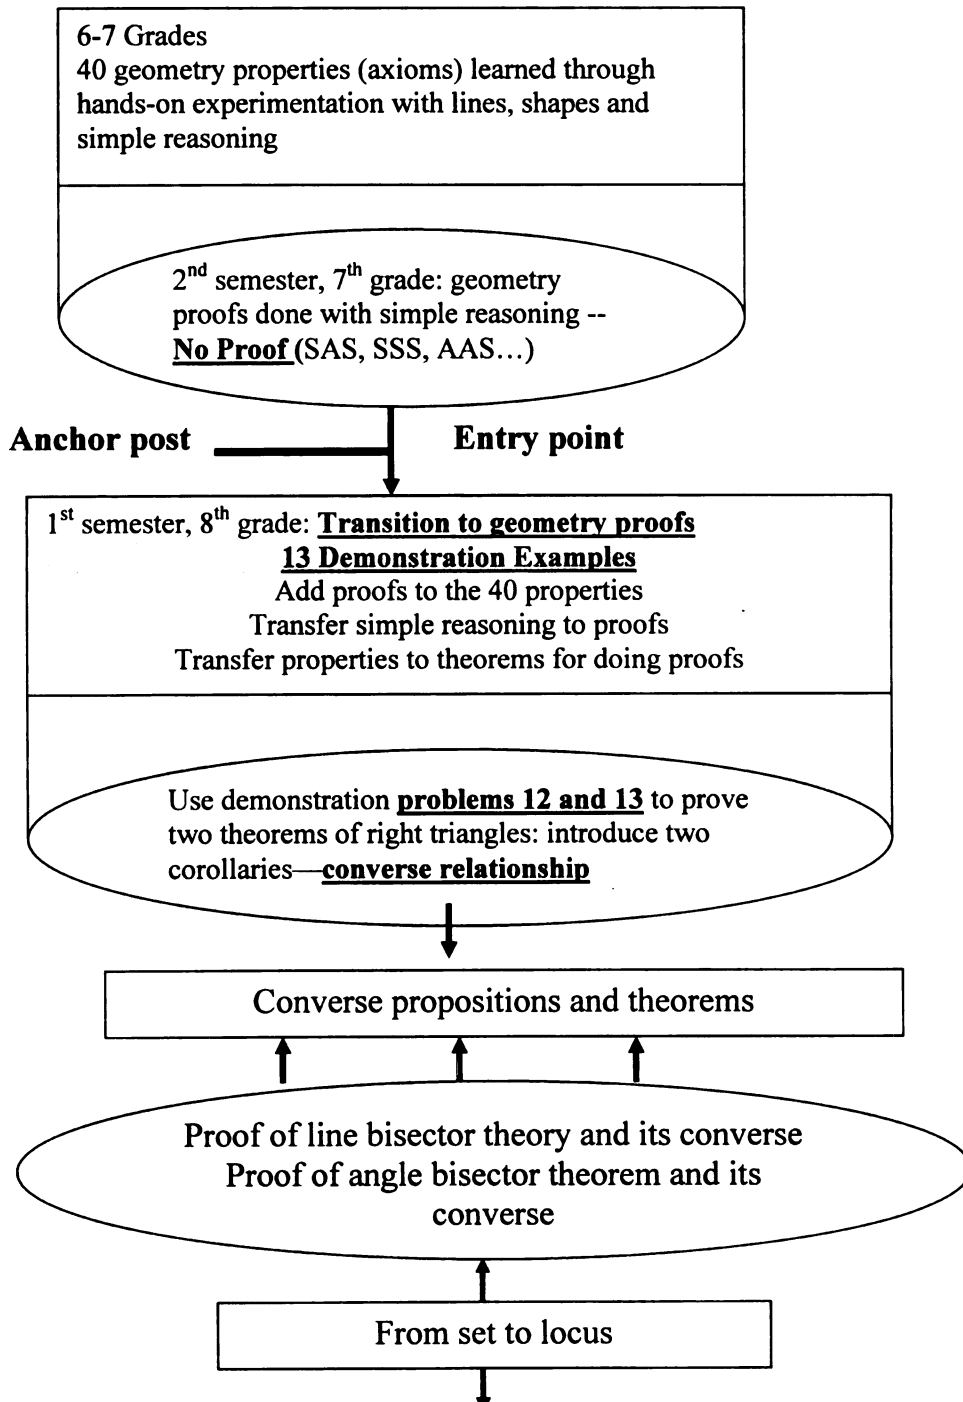 6-7 Grades
40 geometry properties (axioms) learned through
hands-on experimentation with lines, shapes and
simple reasoning
2nd semester, 7th grade: geometry
proofs done with simple reasoning --
No Proof (SAS, SSS, AAS…)
Anchor post
Entry point
1st semester, 8th grade: Transition to geometry proofs
13 Demonstration Examples
Add proofs to the 40 properties
Transfer simple reasoning to proofs
Transfer properties to theorems for doing proofs
Use demonstration problems 12 and 13 to prove
two theorems of right triangles: introduce two
corollaries—converse relationship
Converse propositions and theorems
Proof of line bisector theory and its converse
Proof of angle bisector theorem and its
converse
From set to locus